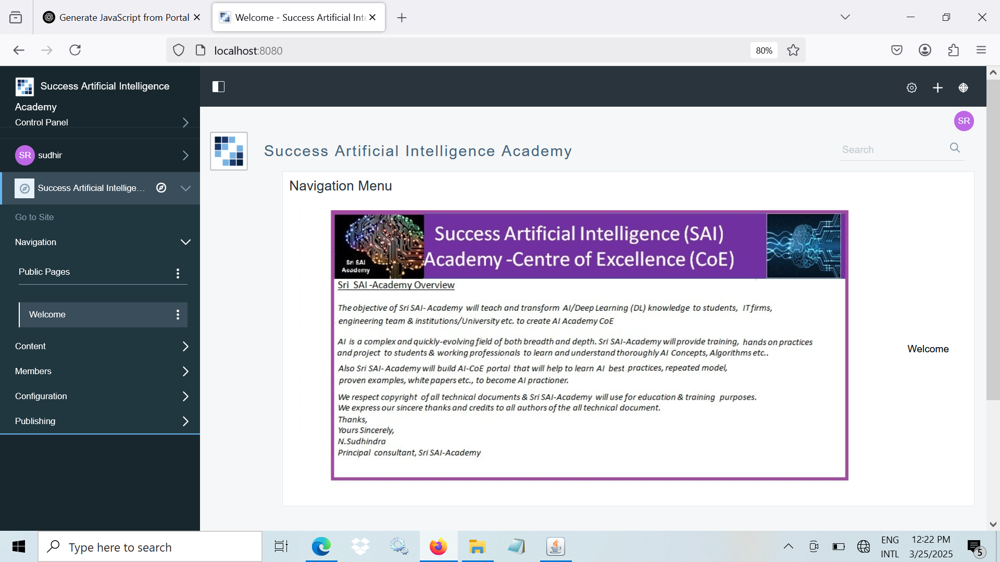 Generate JavaScript from Portal
Welcome - Success Artificial Inte
localhost:8080
80%
Success Artificial Intelligence
Academy
Control Panel
SR sudhir
Success Artificial Intellige...
Go to Site
Navigation
Public Pages
Welcome
Content
Members
Configuration
Publishing
SR
Success Artificial Intelligence Academy
Search
Navigation Menu
Sri SAI
Academy
Success Artificial Intelligence (SAI)
Academy -Centre of Excellence (CoE)
Sri SAI -Academy Overview
The objective of Sri SAI- Academy will teach and transform AI/Deep Learning (DL) knowledge to students, IT firms,
engineering team & institutions/University etc. to create AI Academy CoE
AI is a complex and quickly-evolving field of both breadth and depth. Sri SAI-Academy will provide training, hands on practices
and project to students & working professionals to learn and understand thoroughly AI Concepts, Algorithms etc..
Also Sri SAI- Academy will build AI-CoE portal that will help to learn AI best practices, repeated model,
proven examples, white papers etc., to become AI practioner.
We respect copyright of all technical documents & Sri SAI-Academy will use for education & training purposes.
We express our sincere thanks and credits to all authors of the all technical document.
Thanks,
Yours Sincerely,
N.Sudhindra
Principal consultant, Sri SAI-Academy
Welcome
Type here to search
ENG
INTL
12:22 PM
3/25/2025
5